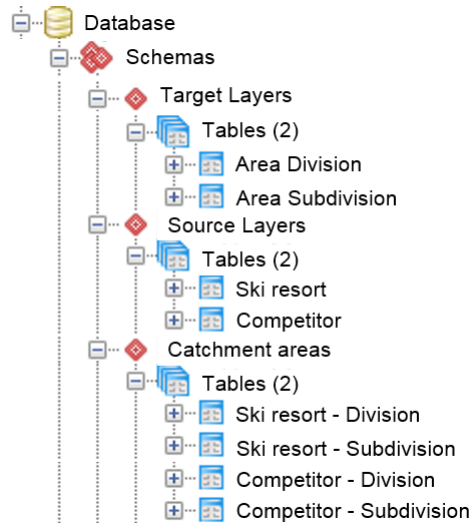 Database
Schemas
Target Layers
Tables (2)
Area Division
Area Subdivision
Source Layers
Tables (2)
Ski resort
Competitor
Catchment areas
Tables (2)
Ski resort - Division
Ski resort - Subdivision
Competitor - Division
Competitor - Subdivision